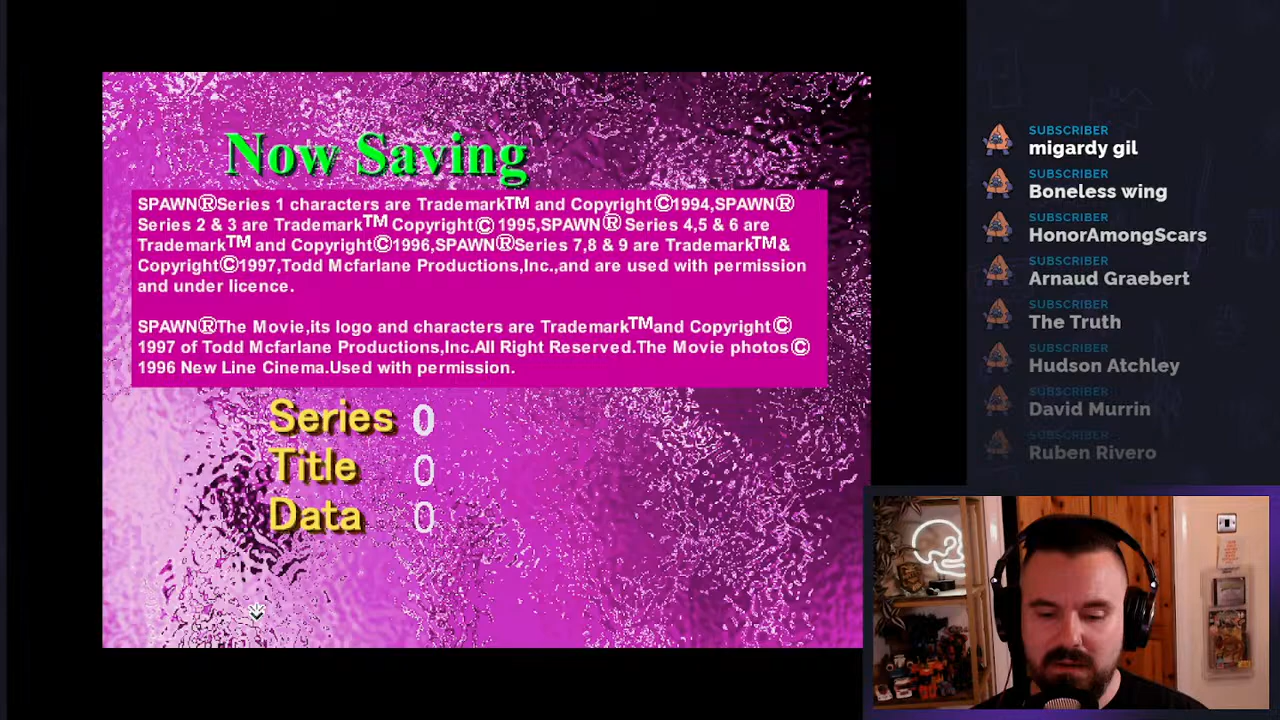 Now Saving
SPAWN®Series 1 characters are Trademark™ and Copyright©1994,SPAWN®
Series 2 & 3 are Trademark™ Copyright© 1995,SPAWN® Series 4,5 & 6 are
Trademark™ and Copyright©1996,SPAWN®Series 7,8 & 9 are Trademark™&
Copyright©1997,Todd Mcfarlane Productions,Inc.,and are used with permission
and under licence.
SPAWN®The Movie,its logo and characters are Trademark™and Copyright©
1997 of Todd Mcfarlane Productions,Inc.All Right Reserved.The Movie photos©
1996 New Line Cinema.Used with permission.
Series 0
Title 0
Data 0
SUBSCRIBER
migardy gil
SUBSCRIBER
Boneless wing
SUBSCRIBER
HonorAmongScars
SUBSCRIBER
Arnaud Graebert
SUBSCRIBER
The Truth
SUBSCRIBER
Hudson Atchley
SUBSCRIBER
David Murrin
SUBSCRIBER
Ruben Rivero